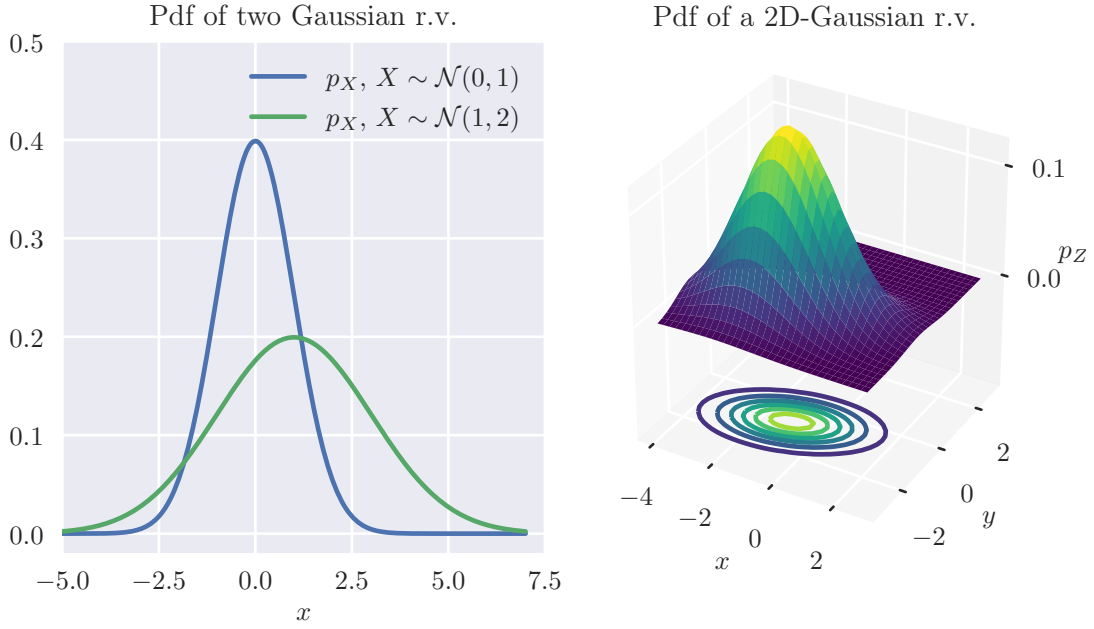 Pdf of two Gaussian r.v.
0.5
0.4
0.3
0.2
0.1
0.0
−5.0
−2.5
0.0
2.5
5.0
7.5
x
p_X, X ∼ 𝒩(0, 1)
p_X, X ∼ 𝒩(1, 2)
Pdf of a 2D-Gaussian r.v.
0.1
p_Z
0.0
−4
−2
0
2
x
−2
0
2
y